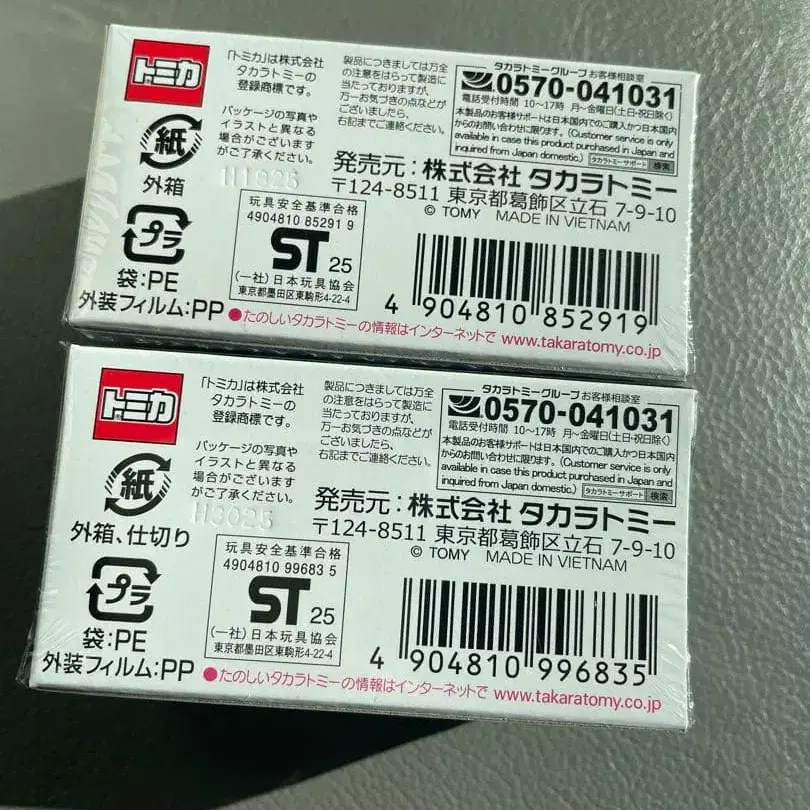 トミカ
「トミカ」は株式会社
タカラトミーの
登録商標です。
パッケージの写真や
イラストと異なる
場合がございます
がご了承ください。
製品につきましては万全
の注意をはらって製造に
当たっておりますが、
万一お気づきの点などが
ございましたら、
右記までご連絡ください。
タカラトミーグループお客様相談室
0570-041031
電話受付時間 10〜17時 月〜金曜日(土日・祝日除く)
本製品のお客様サポートは日本国内でのご購入かつ日本国内
からのお問い合わせに限ります。(Customer service is only
available in case this product purchased in Japan and
inquired from Japan domestic.) タカラトミーサポート 検索
紙
外箱
H1625
発売元：株式会社 タカラトミー
〒124-8511 東京都葛飾区立石 7-9-10
© TOMY MADE IN VIETNAM
プラ
袋:PE
外装フィルム:PP
玩具安全基準合格
4904810 85291 9
ST 25
(一社)日本玩具協会
東京都墨田区東駒形4-22-4
4 904810 852919
●たのしいタカラトミーの情報はインターネットで www.takaratomy.co.jp
トミカ
「トミカ」は株式会社
タカラトミーの
登録商標です。
パッケージの写真や
イラストと異なる
場合がございます
がご了承ください。
製品につきましては万全
の注意をはらって製造に
当たっておりますが、
万一お気づきの点などが
ございましたら、
右記までご連絡ください。
タカラトミーグループお客様相談室
0570-041031
電話受付時間 10〜17時 月〜金曜日(土日・祝日除く)
本製品のお客様サポートは日本国内でのご購入かつ日本国内
からのお問い合わせに限ります。(Customer service is only
available in case this product purchased in Japan and
inquired from Japan domestic.) タカラトミーサポート 検索
紙
外箱、仕切り
H3025
発売元：株式会社 タカラトミー
〒124-8511 東京都葛飾区立石 7-9-10
© TOMY MADE IN VIETNAM
プラ
袋:PE
外装フィルム:PP
玩具安全基準合格
4904810 99683 5
ST 25
(一社)日本玩具協会
東京都墨田区東駒形4-22-4
4 904810 996835
●たのしいタカラトミーの情報はインターネットで www.takaratomy.co.jp